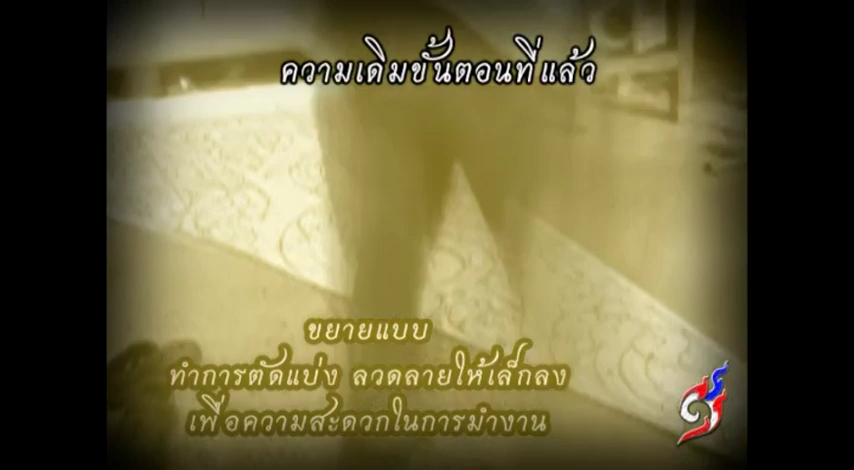 ความเดิมขั้นตอนที่แล้ว
ขยายแบบ
ทำการตัดแบ่ง ลวดลายให้เล็กลง
เพื่อความสะดวกในการทำงาน